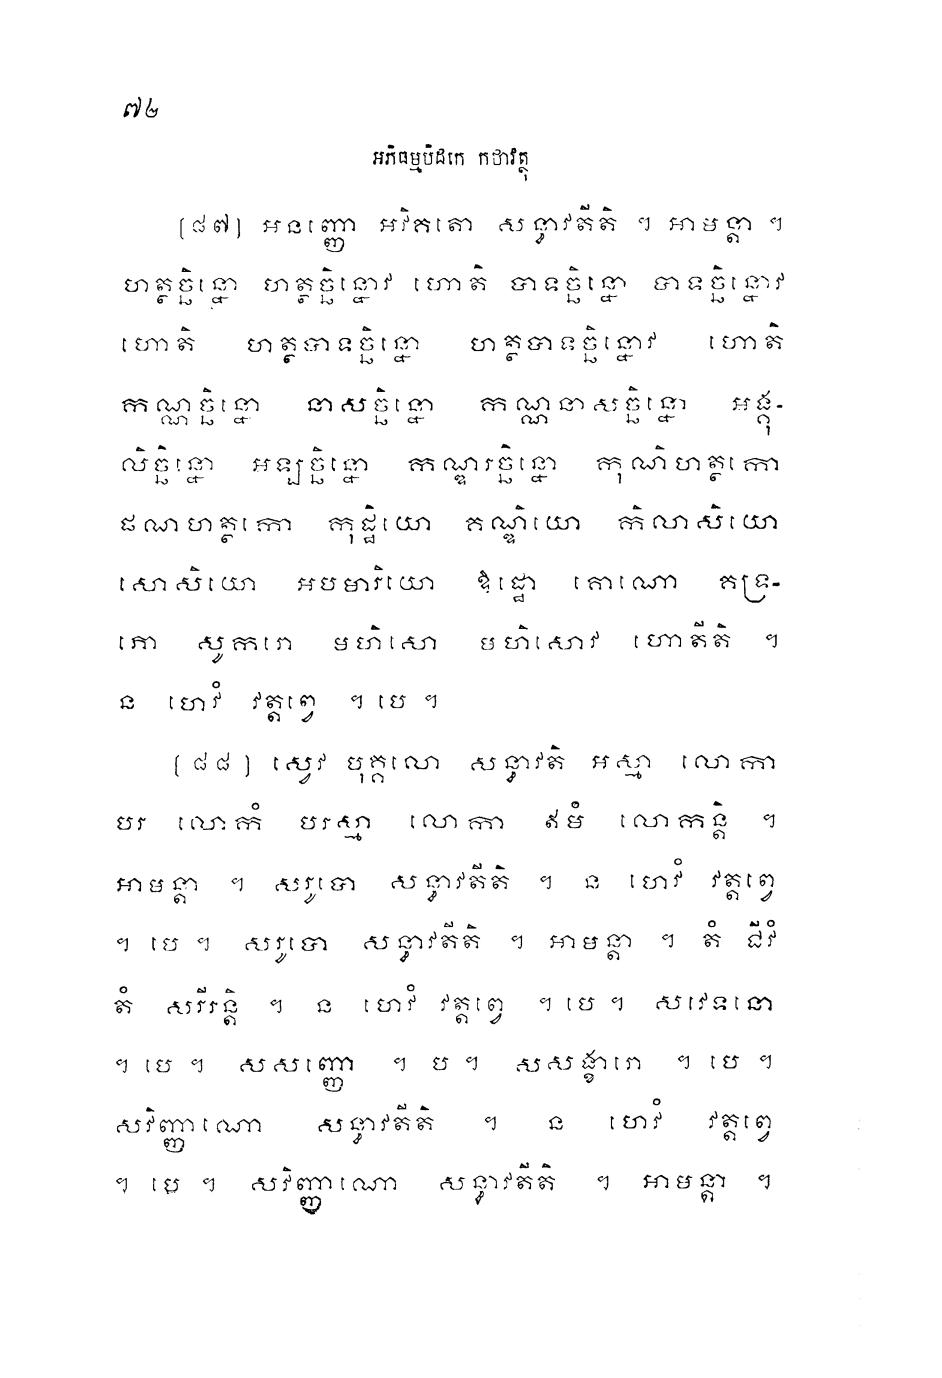 ៧៤
អភិធម្មបិដកេ កថាវត្ថុ
[៨៧] អនញ្ញោ អវិគតោ សន្ធាវតីតិ ។ អាមន្តា ។
ហត្ថច្ឆិន្នោ ហត្ថច្ឆិន្នោវ ហោតិ បាទច្ឆិន្នោ បាទច្ឆិន្នោវ
ហោតិ ហត្ថបាទច្ឆិន្នោ ហត្ថបាទច្ឆិន្នោវ ហោតិ
កណ្ណច្ឆិន្នោ នាសច្ឆិន្នោ កណ្ណនាសច្ឆិន្នោ អង្គុ-
លិច្ឆិន្នោ អឡច្ឆិន្នោ កណ្ឌរច្ឆិន្នោ កុណិហត្ថកោ
ផណហត្ថកោ កុដ្ឋិយោ គណ្ឌិយោ កិលាសិយោ
សោសិយោ អបមារិយោ ឱដ្ឋោ គោណោ គទ្រ-
ភោ សូករោ មហិសោ មហិសោវ ហោតីតិ ។
ន ហេវំ វត្តព្វេ ។ បេ ។
[៨៨] ស្វេវ បុគ្គលោ សន្ធាវតិ អស្មា លោកា
បរ លោកំ បរស្មា លោកា ឥមំ លោកន្តិ ។
អាមន្តា ។ សរូបោ សន្ធាវតីតិ ។ ន ហេវំ វត្តព្វេ
។ បេ ។ សរូបោ សន្ធាវតីតិ ។ អាមន្តា ។ តំ ជីវំ
តំ សរីរន្តិ ។ ន ហេវំ វត្តព្វេ ។ បេ ។ សវេទនោ
។ បេ ។ សសញ្ញោ ។ ប ។ សសង្ខារោ ។ បេ ។
សវិញ្ញាណោ សន្ធាវតីតិ ។ ន ហេវំ វត្តព្វេ
។ បេ ។ សវិញ្ញាណោ សន្ធាវតីតិ ។ អាមន្តា ។